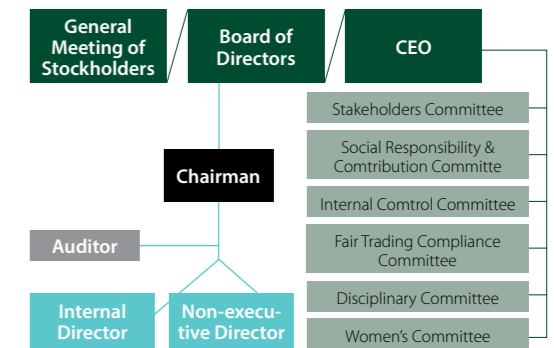 General
Meeting of
Stockholders
Board of
Directors
CEO
Stakeholders Committee
Social Responsibility &
Comtribution Committe
Chairman
Internal Comtrol Committee
Auditor
Fair Trading Compliance
Committee
Internal
Director
Non-execu-
tive Director
Disciplinary Committee
Women's Committee